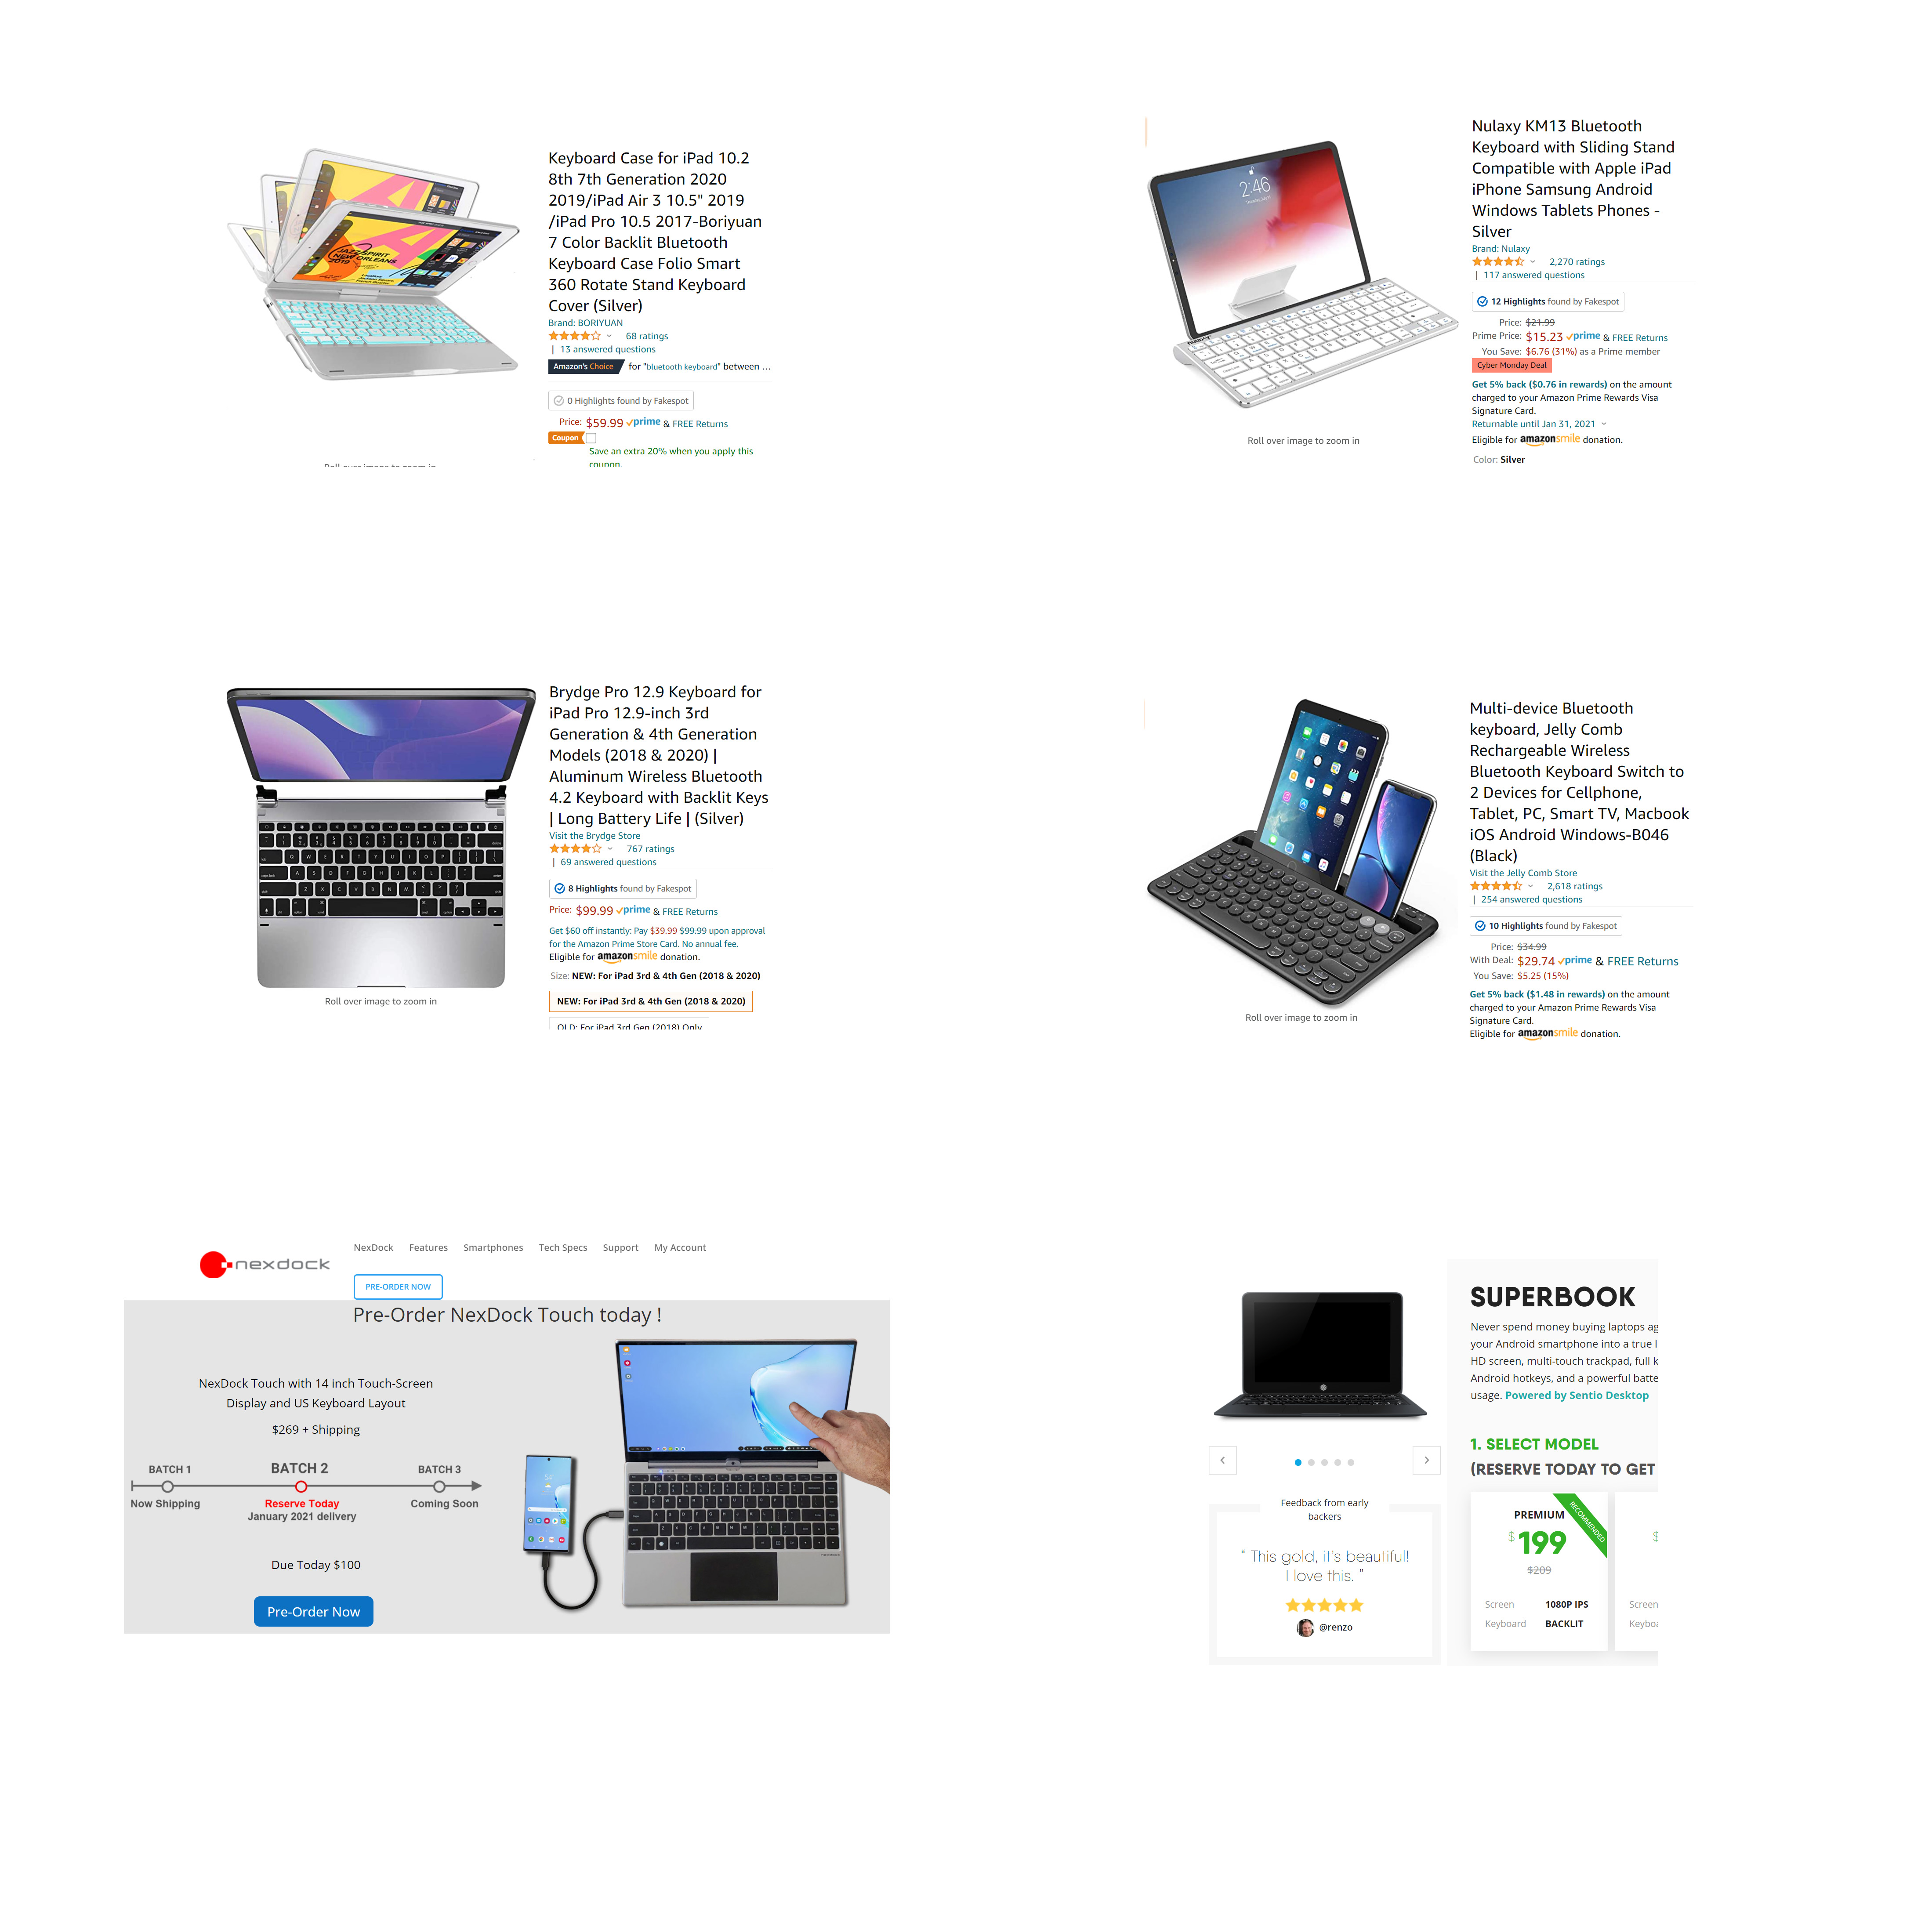 Keyboard Case for iPad 10.2
8th 7th Generation 2020
2019/iPad Air 3 10.5" 2019
/iPad Pro 10.5 2017-Boriyuan
7 Color Backlit Bluetooth
Keyboard Case Folio Smart
360 Rotate Stand Keyboard
Cover (Silver)
Brand: BORIYUAN
68 ratings
| 13 answered questions
Amazon's Choice for "bluetooth keyboard" between ...
0 Highlights found by Fakespot
Price: $59.99 prime & FREE Returns
Coupon
Save an extra 20% when you apply this
coupon
Roll over image to zoom in
JAZZ SPIRIT
NEW ORLEANS
2019
Nulaxy KM13 Bluetooth
Keyboard with Sliding Stand
Compatible with Apple iPad
iPhone Samsung Android
Windows Tablets Phones -
Silver
Brand: Nulaxy
2,270 ratings
| 117 answered questions
12 Highlights found by Fakespot
Price: $21.99
Prime Price: $15.23 prime & FREE Returns
You Save: $6.76 (31%) as a Prime member
Cyber Monday Deal
Get 5% back ($0.76 in rewards) on the amount
charged to your Amazon Prime Rewards Visa
Signature Card.
Returnable until Jan 31, 2021
Eligible for amazonsmile donation.
Color: Silver
2:46
Roll over image to zoom in
Brydge Pro 12.9 Keyboard for
iPad Pro 12.9-inch 3rd
Generation & 4th Generation
Models (2018 & 2020) |
Aluminum Wireless Bluetooth
4.2 Keyboard with Backlit Keys
| Long Battery Life | (Silver)
Visit the Brydge Store
767 ratings
| 69 answered questions
8 Highlights found by Fakespot
Price: $99.99 prime & FREE Returns
Get $60 off instantly: Pay $39.99 $99.99 upon approval
for the Amazon Prime Store Card. No annual fee.
Eligible for amazonsmile donation.
Size: NEW: For iPad 3rd & 4th Gen (2018 & 2020)
NEW: For iPad 3rd & 4th Gen (2018 & 2020)
OLD: For iPad 3rd Gen (2018) Only
Roll over image to zoom in
Multi-device Bluetooth
keyboard, Jelly Comb
Rechargeable Wireless
Bluetooth Keyboard Switch to
2 Devices for Cellphone,
Tablet, PC, Smart TV, Macbook
iOS Android Windows-B046
(Black)
Visit the Jelly Comb Store
2,618 ratings
| 254 answered questions
10 Highlights found by Fakespot
Price: $34.99
With Deal: $29.74 prime & FREE Returns
You Save: $5.25 (15%)
Get 5% back ($1.48 in rewards) on the amount
charged to your Amazon Prime Rewards Visa
Signature Card.
Eligible for amazonsmile donation.
Roll over image to zoom in
nexdock
NexDock Features Smartphones Tech Specs Support My Account
PRE-ORDER NOW
Pre-Order NexDock Touch today !
NexDock Touch with 14 inch Touch-Screen
Display and US Keyboard Layout
$269 + Shipping
BATCH 1 BATCH 2 BATCH 3
Now Shipping Reserve Today Coming Soon
January 2021 delivery
Due Today $100
Pre-Order Now
SUPERBOOK
Never spend money buying laptops ag
your Android smartphone into a true l
HD screen, multi-touch trackpad, full k
Android hotkeys, and a powerful batte
usage. Powered by Sentio Desktop
1. SELECT MODEL
(RESERVE TODAY TO GET
RECOMMENDED
PREMIUM
$199
$209
Screen 1080P IPS
Keyboard BACKLIT
$
Screen
Keyboa
Feedback from early
backers
“ This gold, it's beautiful!
I love this. ”
@renzo